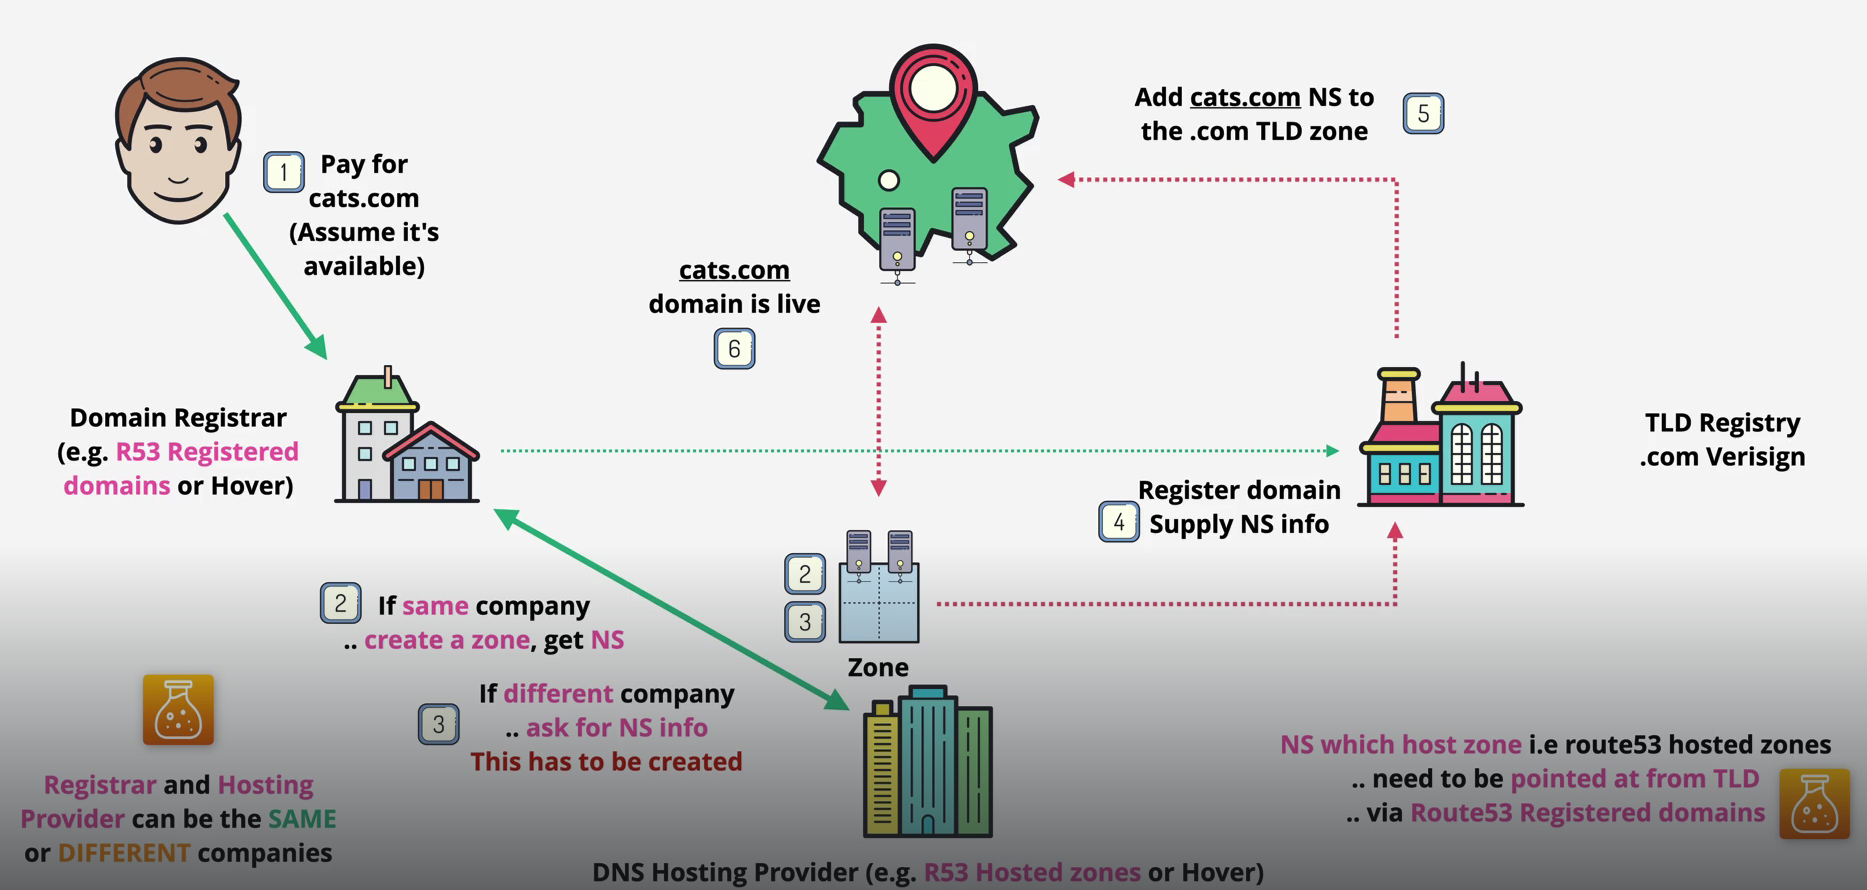 1
Pay for
cats.com
(Assume it's
available)
Add cats.com NS to
the .com TLD zone
5
cats.com
domain is live
6
Domain Registrar
(e.g. R53 Registered
domains or Hover)
TLD Registry
.com Verisign
Register domain
4
Supply NS info
2
If same company
.. create a zone, get NS
2
3
Zone
3
If different company
.. ask for NS info
This has to be created
Registrar and Hosting
Provider can be the SAME
or DIFFERENT companies
NS which host zone i.e route53 hosted zones
.. need to be pointed at from TLD
.. via Route53 Registered domains
DNS Hosting Provider (e.g. R53 Hosted zones or Hover)